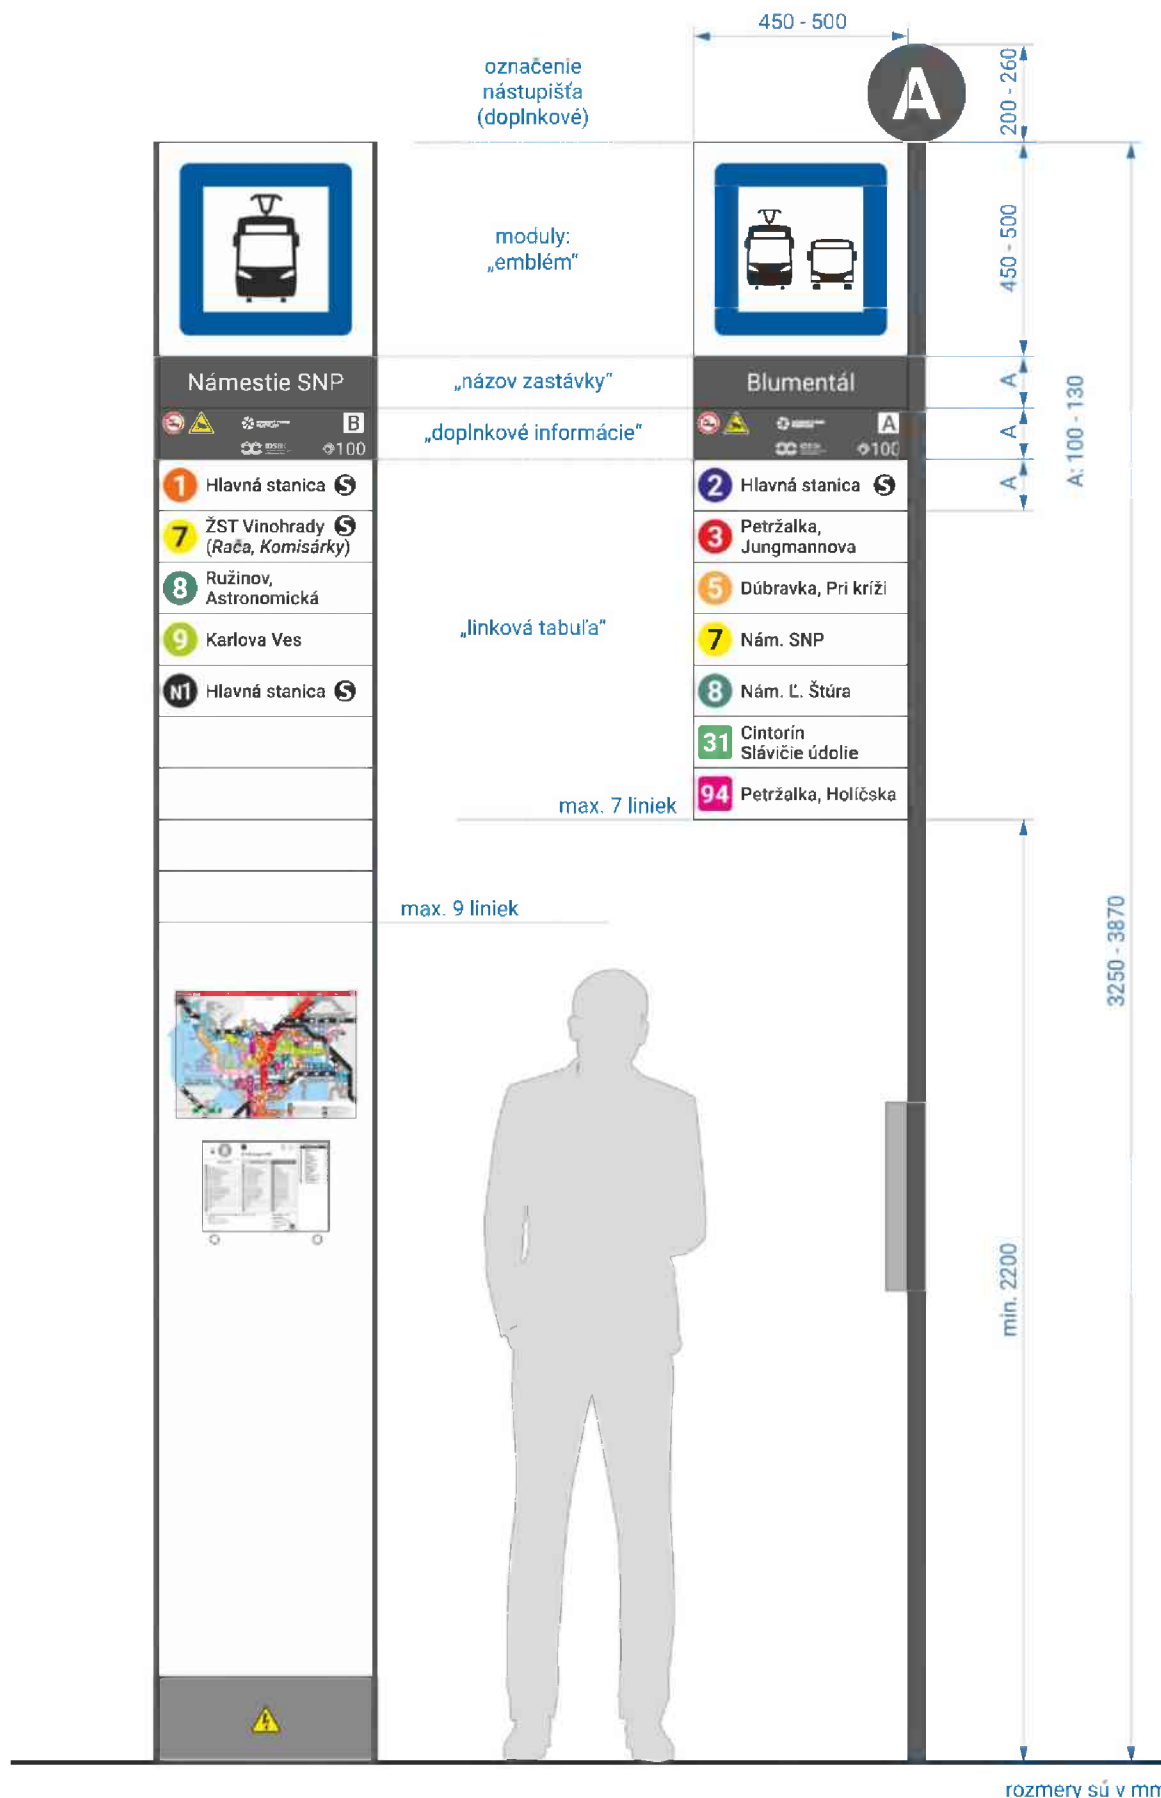 450 - 500
označenie
nástupišťa
(doplnkové)
A
200 - 260
moduly:
„emblém“
450 - 500
Námestie SNP
„názov zastávky“
Blumentál
A
B
100
„doplnkové informácie“
A
100
A
A: 100 - 130
1 Hlavná stanica S
7 ŽST Vinohrady S
(Rača, Komisárky)
8 Ružinov,
Astronomická
9 Karlova Ves
N1 Hlavná stanica S
„linková tabuľa“
2 Hlavná stanica S
A
3 Petržalka,
Jungmannova
5 Dúbravka, Pri kríži
7 Nám. SNP
8 Nám. Ľ. Štúra
31 Cintorín
Slávičie údolie
94 Petržalka, Holíčska
max. 7 liniek
max. 9 liniek
3250 - 3870
min. 2200
rozmery sú v mm